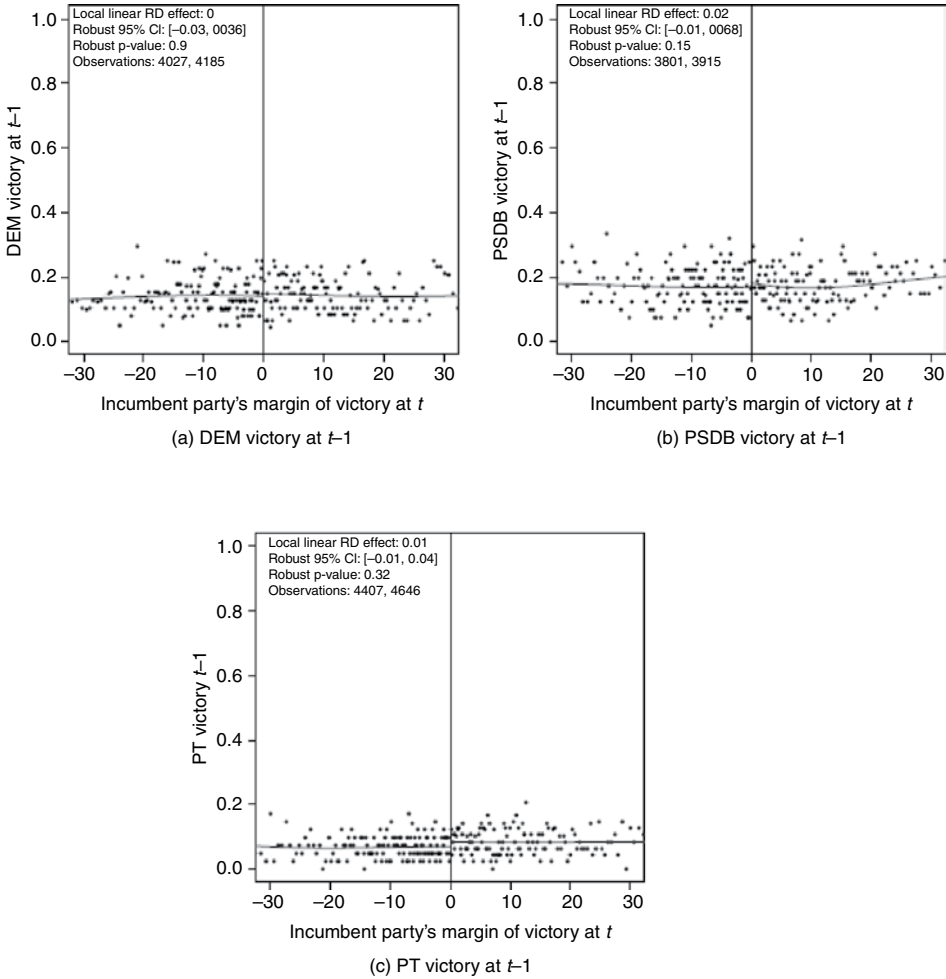 Local linear RD effect: 0
Robust 95% CI: [–0.03, 0036]
Robust p-value: 0.9
Observations: 4027, 4185
DEM victory at t–1
1.0
0.8
0.6
0.4
0.2
0.0
–30 –20 –10 0 10 20 30
Incumbent party's margin of victory at t
(a) DEM victory at t–1
Local linear RD effect: 0.02
Robust 95% CI: [–0.01, 0068]
Robust p-value: 0.15
Observations: 3801, 3915
PSDB victory at t–1
1.0
0.8
0.6
0.4
0.2
0.0
–30 –20 –10 0 10 20 30
Incumbent party's margin of victory at t
(b) PSDB victory at t–1
Local linear RD effect: 0.01
Robust 95% CI: [–0.01, 0.04]
Robust p-value: 0.32
Observations: 4407, 4646
PT victory t–1
1.0
0.8
0.6
0.4
0.2
0.0
–30 –20 –10 0 10 20 30
Incumbent party's margin of victory at t
(c) PT victory at t–1